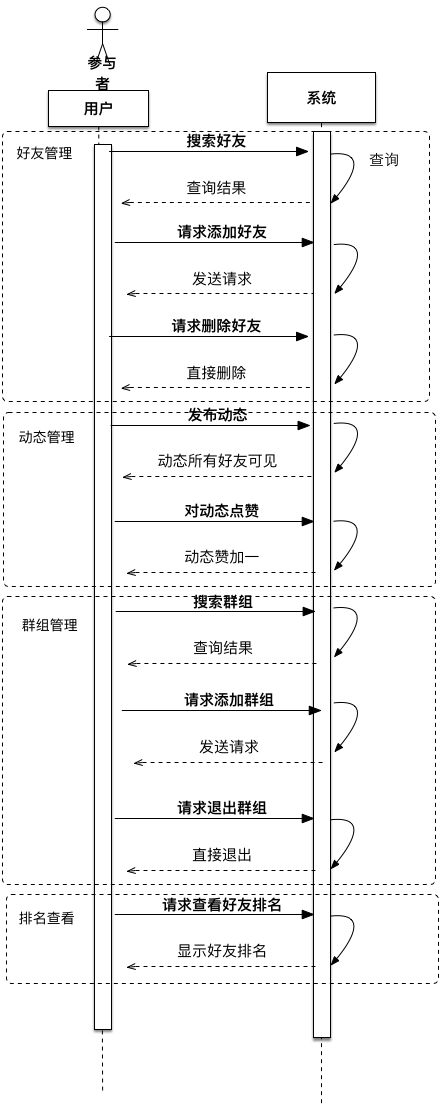 参与
者
用户
系统
好友管理
搜索好友
查询
查询结果
请求添加好友
发送请求
请求删除好友
直接删除
发布动态
动态管理
动态所有好友可见
对动态点赞
动态赞加一
搜索群组
群组管理
查询结果
请求添加群组
发送请求
请求退出群组
直接退出
请求查看好友排名
排名查看
显示好友排名